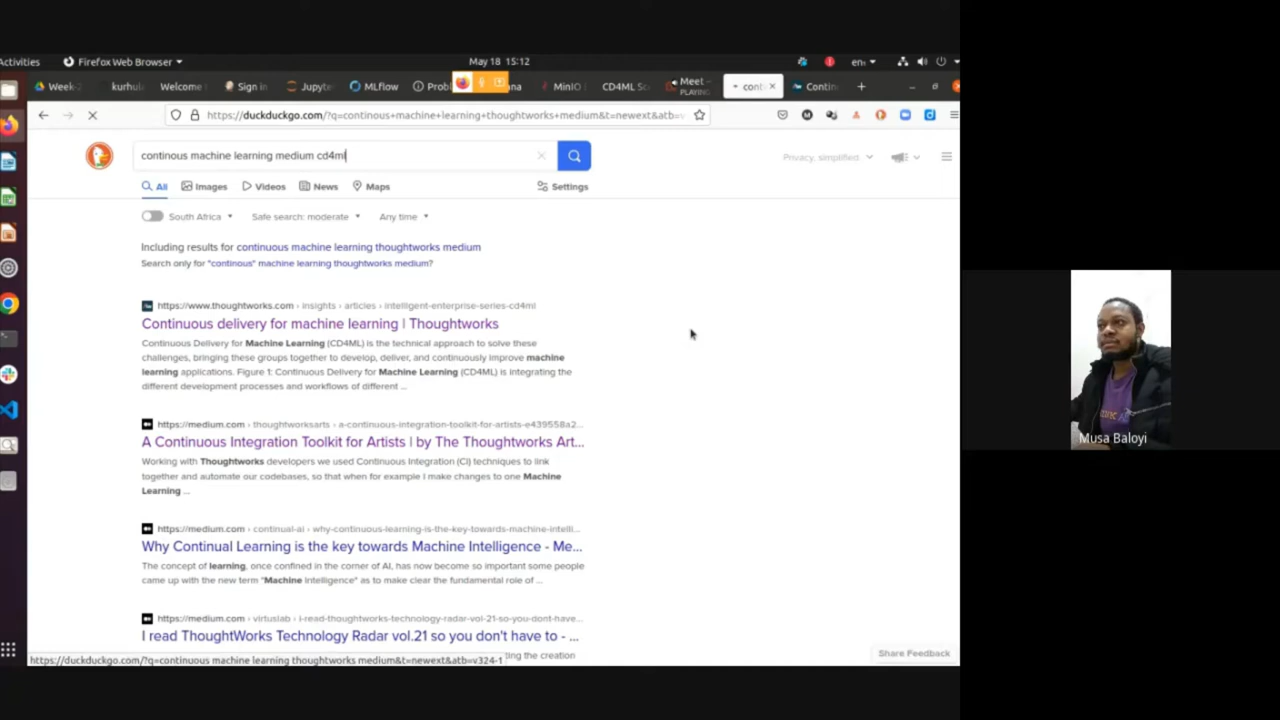 Activities Firefox Web Browser May 18 15:12 en
Week- kurhul Welcome Sign in Jupyt MLflow Probl ana MinIO CD4ML Sc Meet - PLAYING cont Contin
https://duckduckgo.com/?q=continous+machine+learning+thoughtworks+medium&t=newext&atb=v
continous machine learning medium cd4ml
Privacy, simplified
All Images Videos News Maps Settings
South Africa Safe search: moderate Any time
Including results for continuous machine learning thoughtworks medium
Search only for "continous" machine learning thoughtworks medium?
https://www.thoughtworks.com › insights › articles › intelligent-enterprise-series-cd4ml
Continuous delivery for machine learning | Thoughtworks
Continuous Delivery for Machine Learning (CD4ML) is the technical approach to solve these
challenges, bringing these groups together to develop, deliver, and continuously improve machine
learning applications. Figure 1: Continuous Delivery for Machine Learning (CD4ML) is integrating the
different development processes and workflows of different ...
https://medium.com › thoughtworksarts › a-continuous-integration-toolkit-for-artists-e439558a2...
A Continuous Integration Toolkit for Artists | by The Thoughtworks Art...
Working with Thoughtworks developers we used Continuous Integration (CI) techniques to link
together and automate our codebases, so that when for example I make changes to one Machine
Learning ...
https://medium.com › continual-ai › why-continuous-learning-is-the-key-towards-machine-intelli...
Why Continual Learning is the key towards Machine Intelligence - Me...
The concept of learning, once confined in the corner of AI, has now become so important some people
came up with the new term "Machine Intelligence" as to make clear the fundamental role of ...
https://medium.com › virtuslab › i-read-thoughtworks-technology-radar-vol-21-so-you-dont-have...
I read ThoughtWorks Technology Radar vol.21 so you don't have to - ...
ting the creation
https://duckduckgo.com/?q=continuous machine learning thoughtworks medium&t=newext&atb=v324-1
Share Feedback
Musa Baloyi